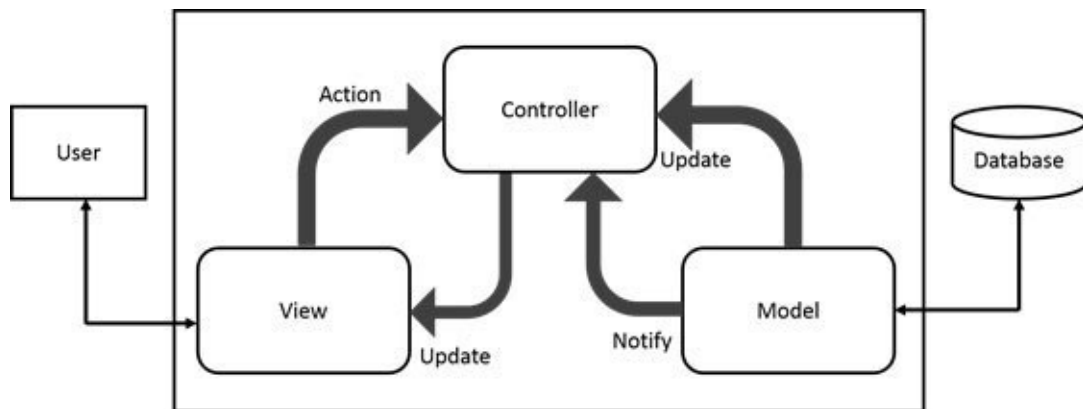 Action
Controller
User
Update
Database
View
Model
Update
Notify